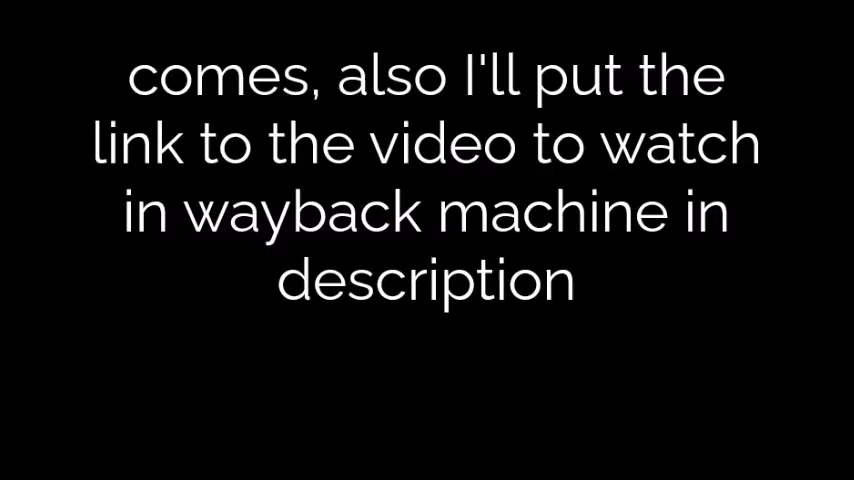 comes, also I'll put the
link to the video to watch
in wayback machine in
description